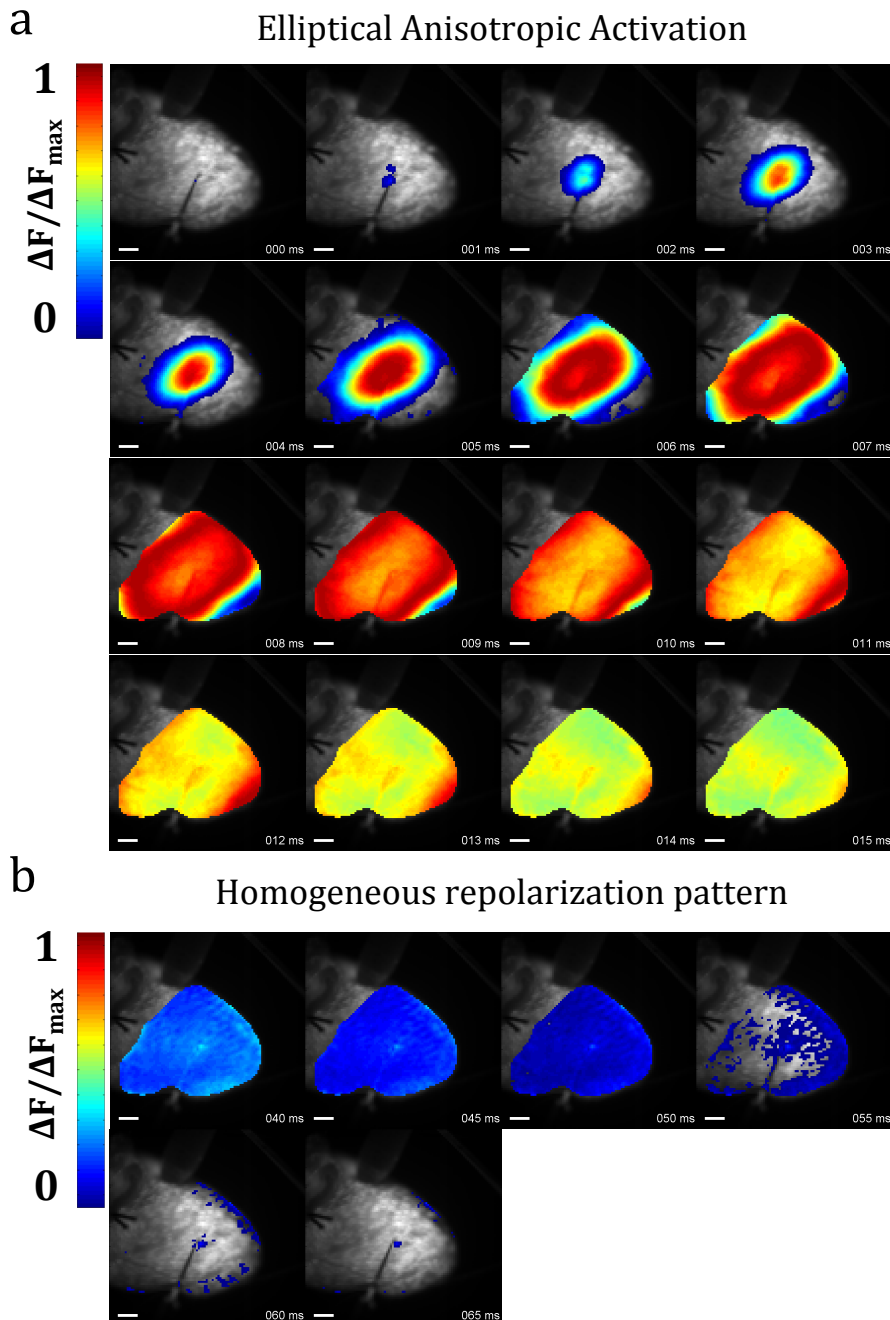 a
Elliptical Anisotropic Activation
1
ΔF/ΔFmax
0
000 ms
001 ms
002 ms
003 ms
004 ms
005 ms
006 ms
007 ms
008 ms
009 ms
010 ms
011 ms
012 ms
013 ms
014 ms
015 ms
b
Homogeneous repolarization pattern
1
ΔF/ΔFmax
0
040 ms
045 ms
050 ms
055 ms
060 ms
065 ms